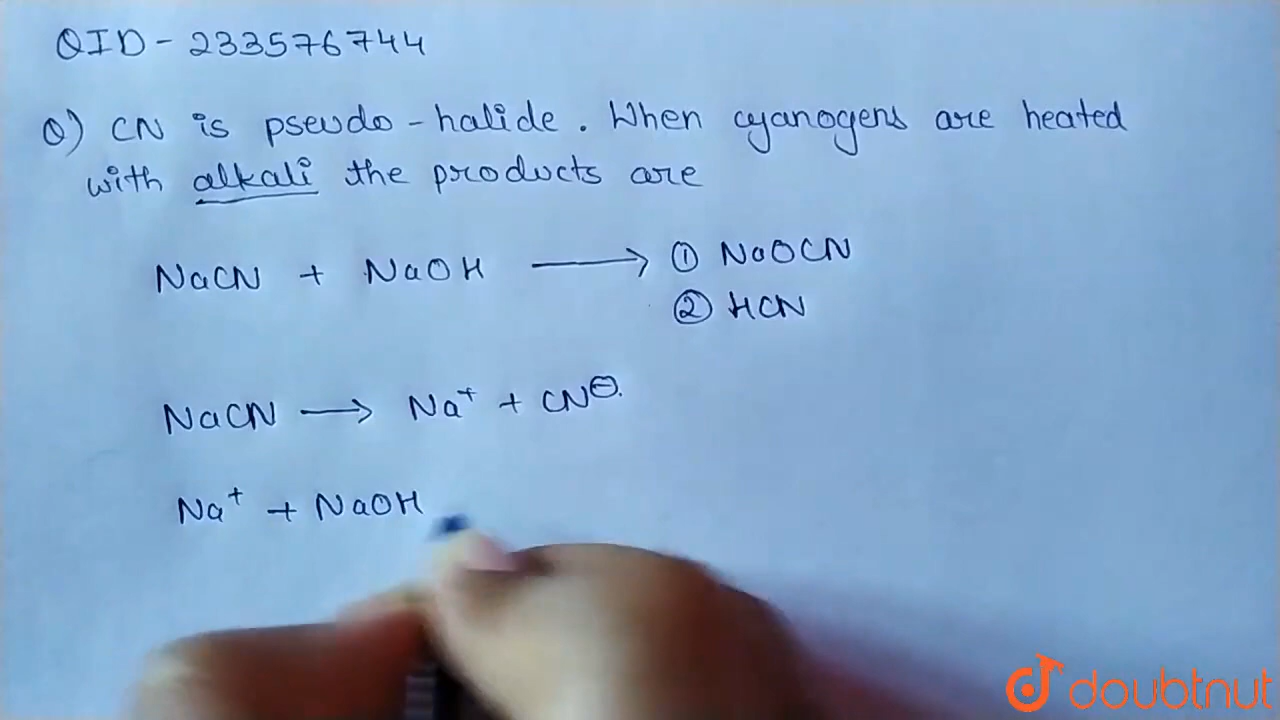 QID - 233576744
Q) CN is pseudo - halide . When cyanogens are heated
with alkali the products are
NaCN + NaOH ⟶ ① NaOCN
② HCN
NaCN ⟶ Na⁺ + CN⊖.
Na⁺ + NaOH
doubtnut